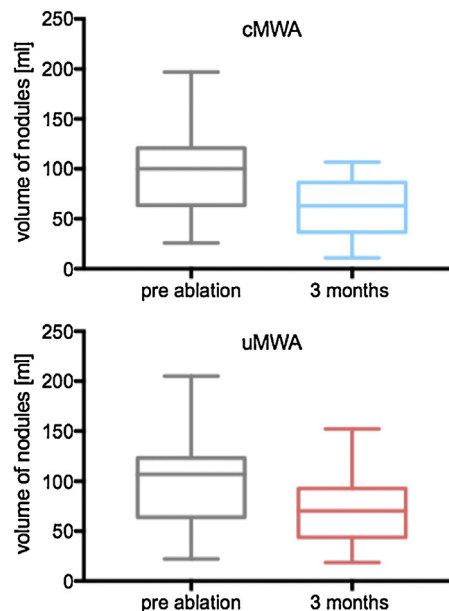 cMWA
volume of nodules [ml]
250
200
150
100
50
0
pre ablation 3 months
uMWA
volume of nodules [ml]
250
200
150
100
50
0
pre ablation 3 months